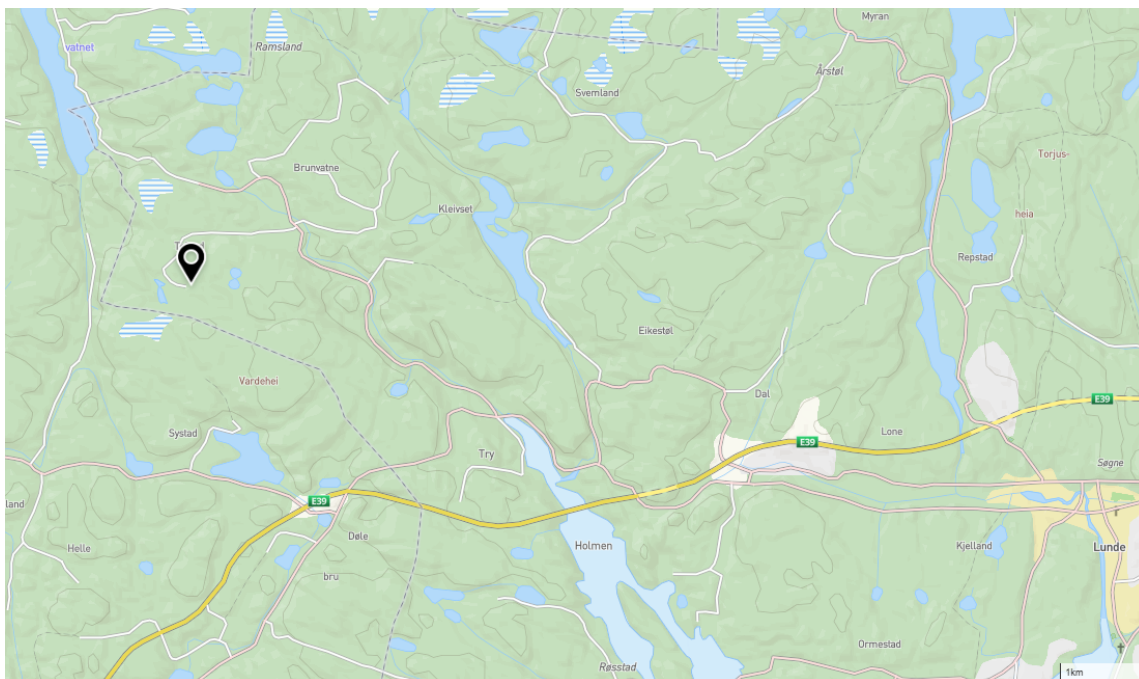 Myran
vatnet
Ramsland
Årstøl
Svemland
Torjus-
Brunvatne
Kleivset
heia
Repstad
Eikestøl
Vardehei
Dal
E39
Systad
Lone
E39
Try
Søgne
E39
land
Døle
Holmen
Kjelland
Lunde
Helle
bru
Ormestad
Røsstad
1km